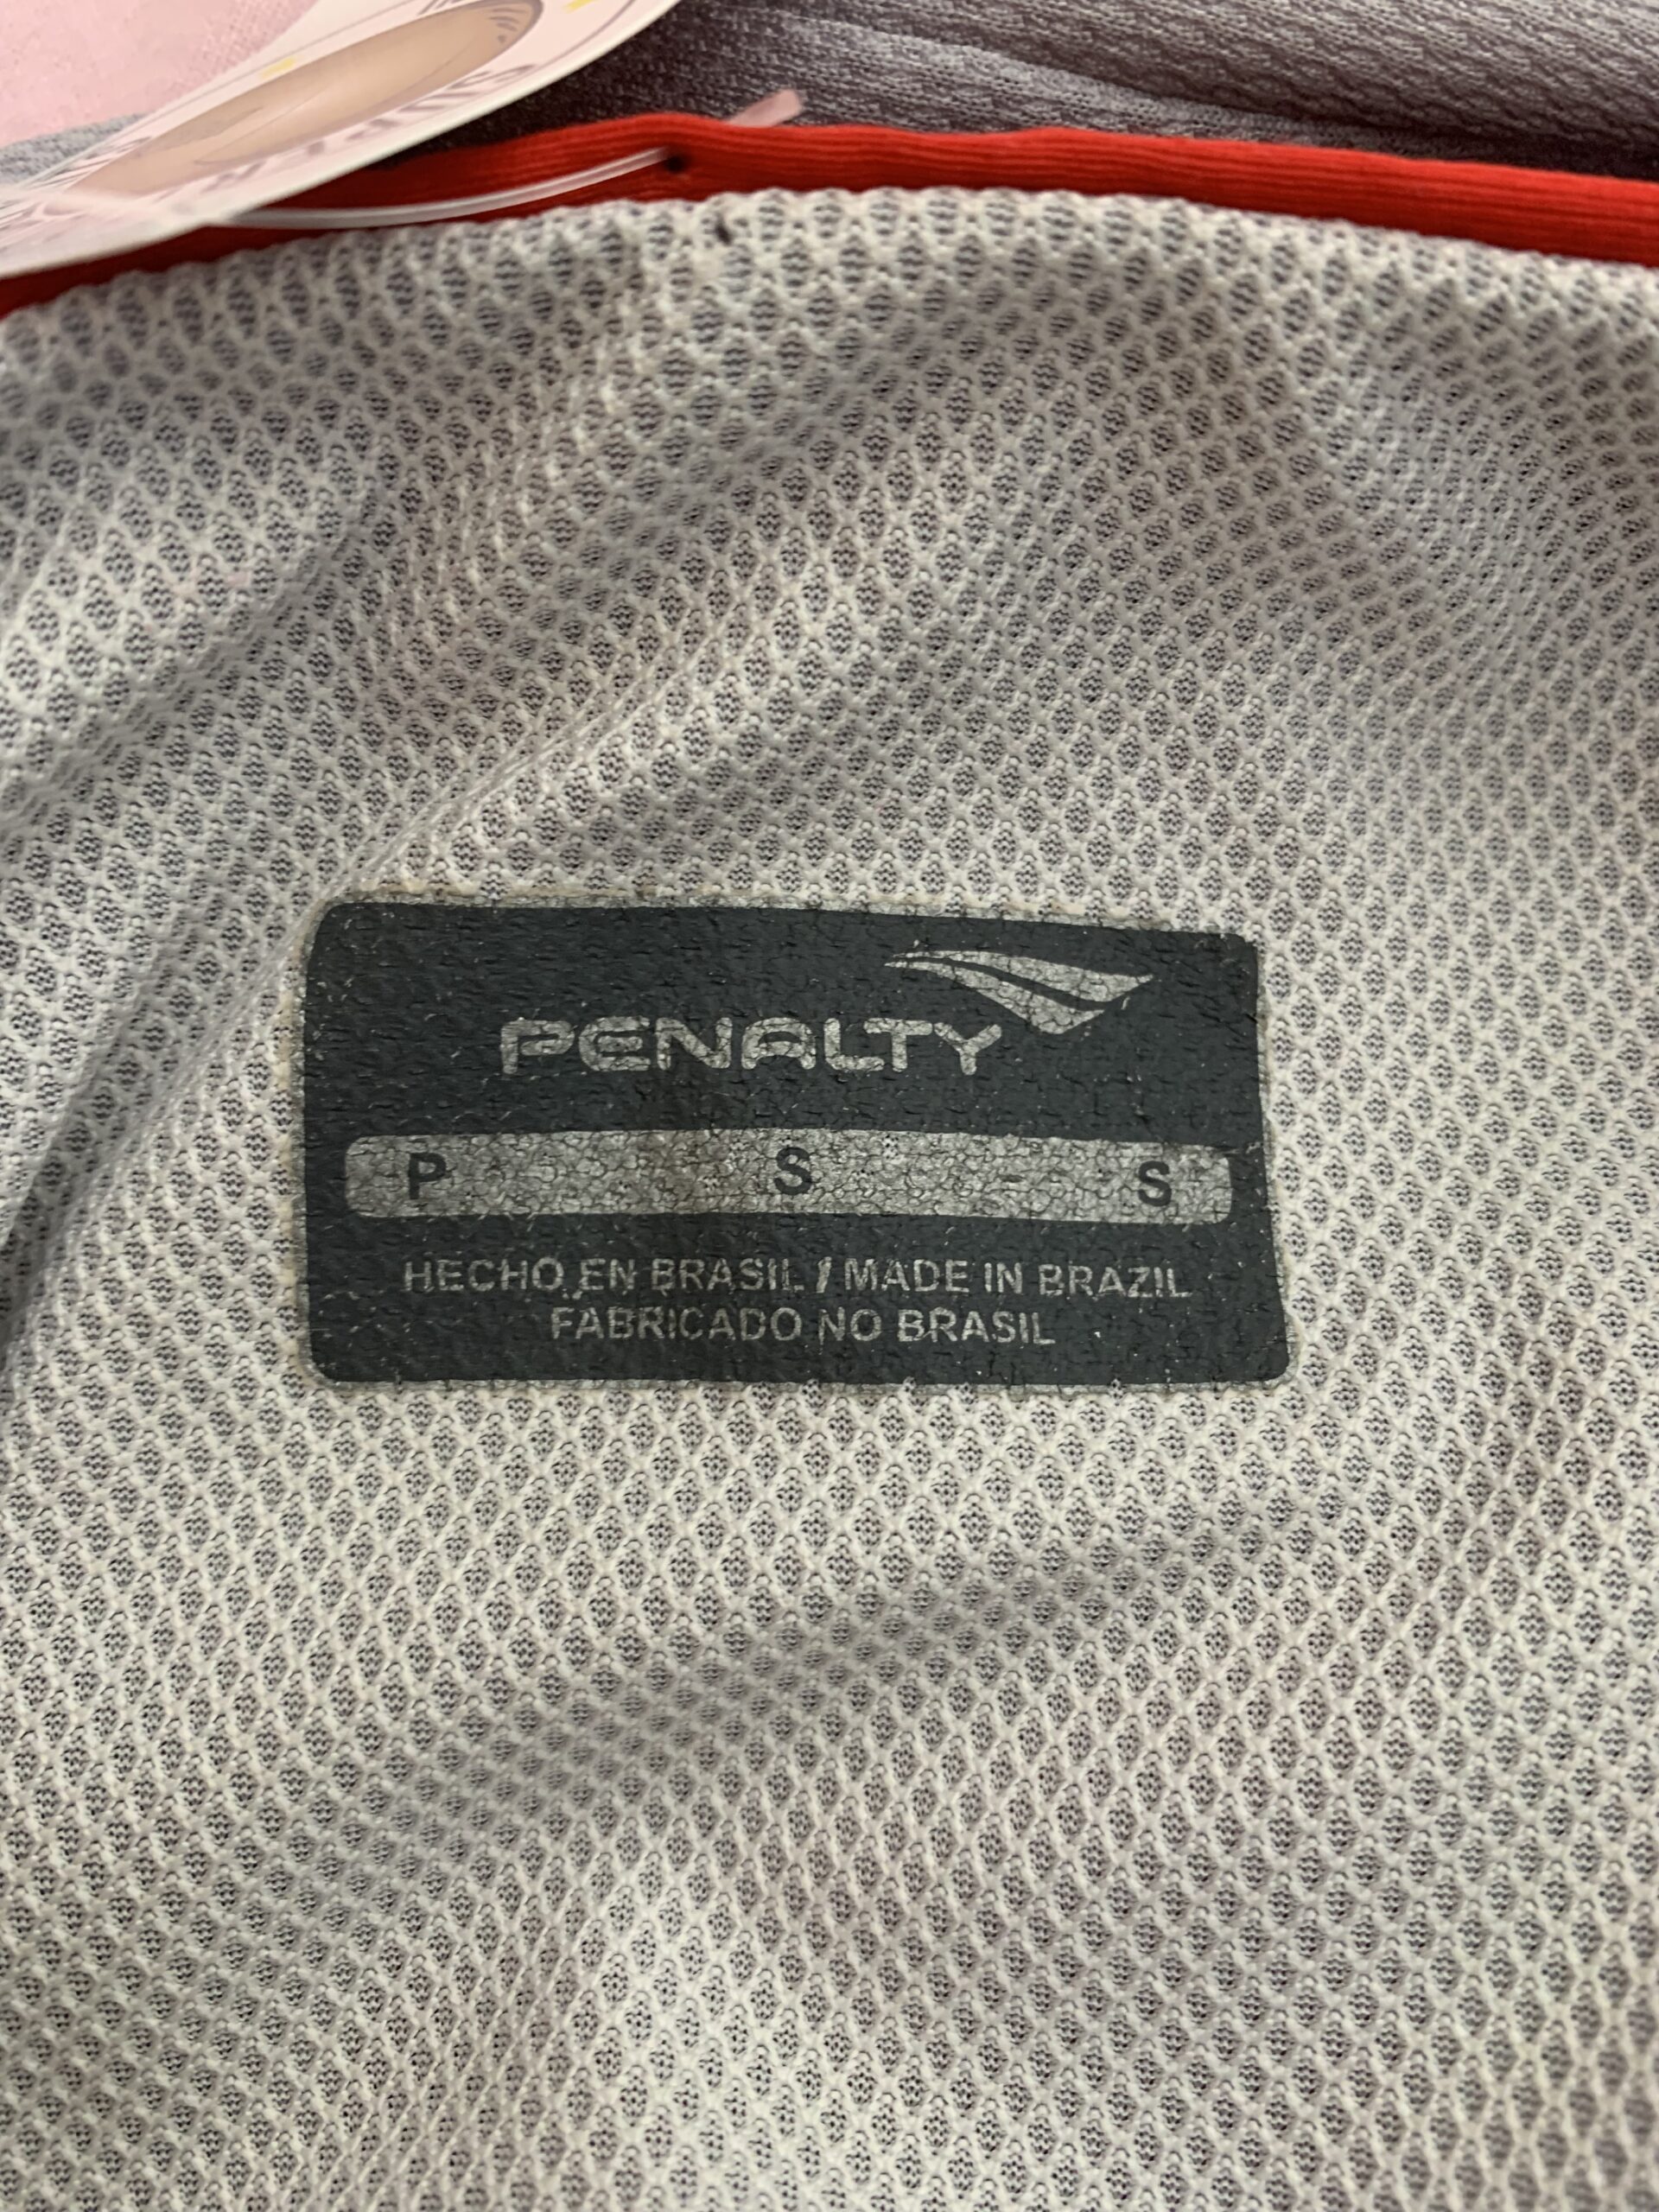 PENALTY
P S S
HECHO EN BRASIL / MADE IN BRAZIL
FABRICADO NO BRASIL